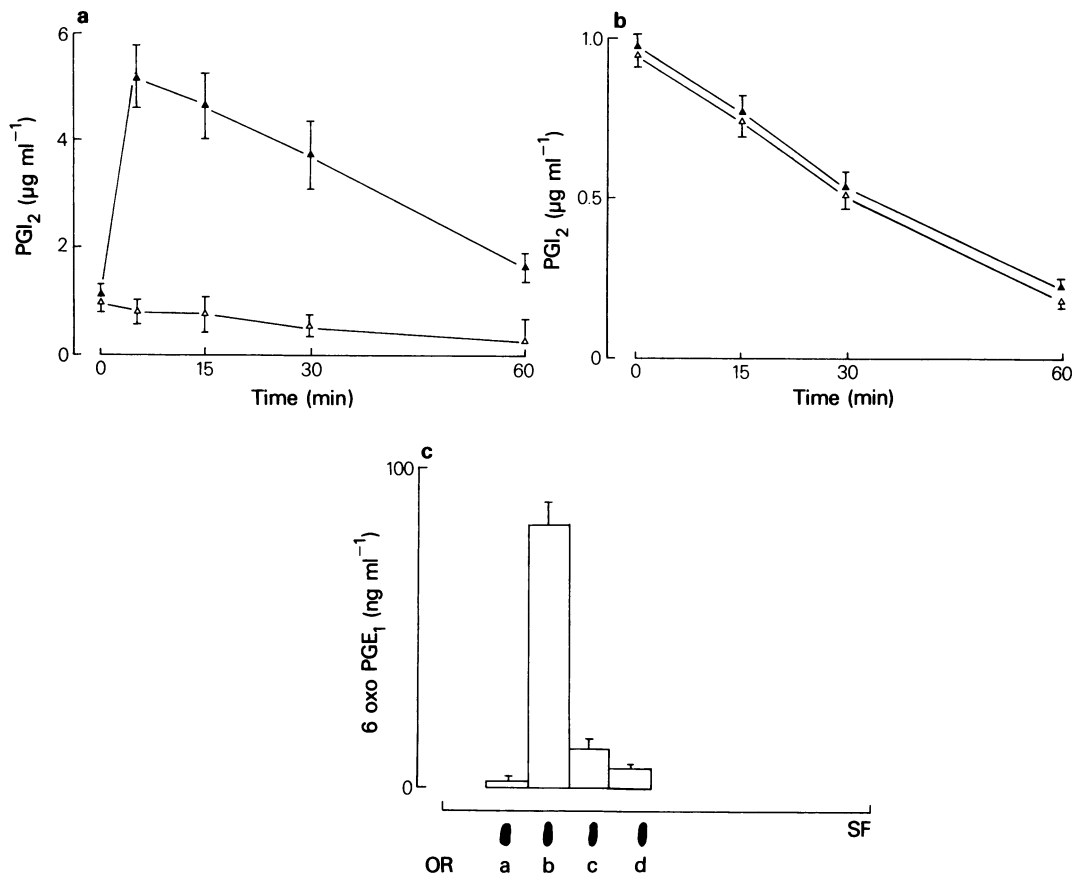 a
6
4
2
0
PGI₂ (μg ml⁻¹)
0 15 30 60
Time (min)
b
1.0
0.5
0
PGI₂ (μg ml⁻¹)
0 15 30 60
Time (min)
c
100
0
6 oxo PGE₁ (ng ml⁻¹)
SF
OR a b c d